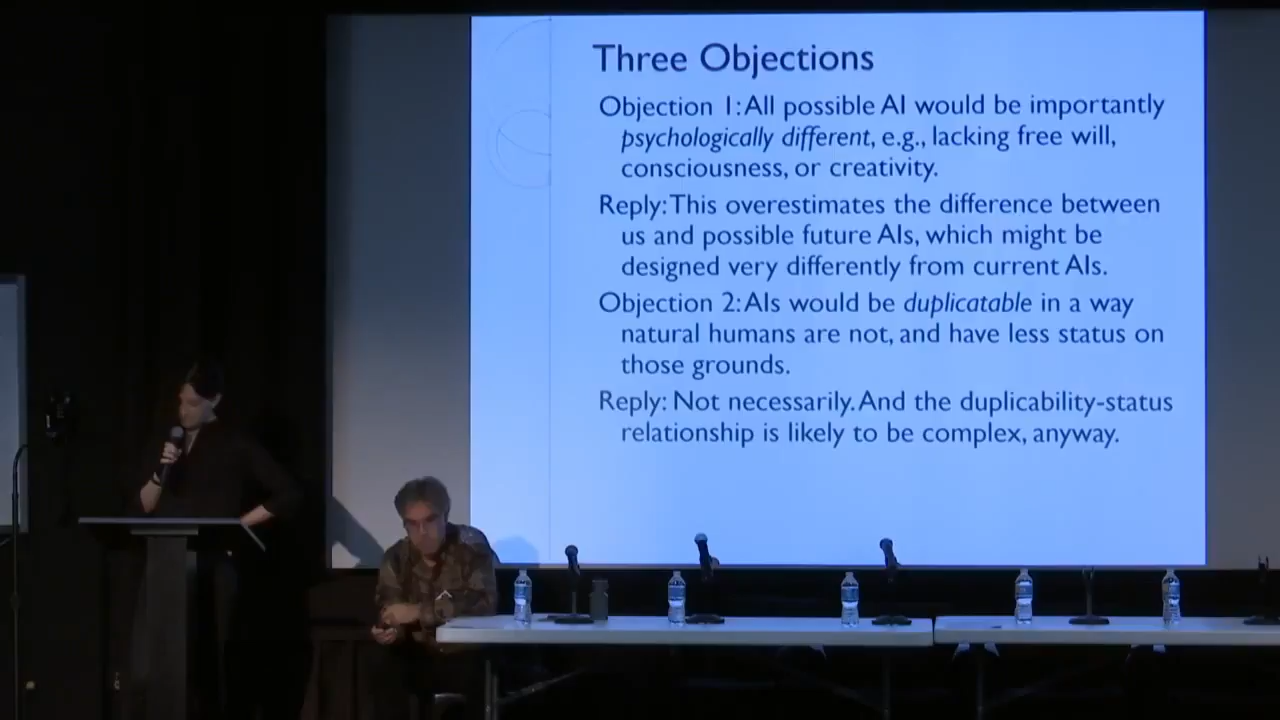 Three Objections
Objection 1: All possible AI would be importantly
psychologically different, e.g., lacking free will,
consciousness, or creativity.
Reply: This overestimates the difference between
us and possible future AIs, which might be
designed very differently from current AIs.
Objection 2: AIs would be duplicatable in a way
natural humans are not, and have less status on
those grounds.
Reply: Not necessarily. And the duplicability-status
relationship is likely to be complex, anyway.